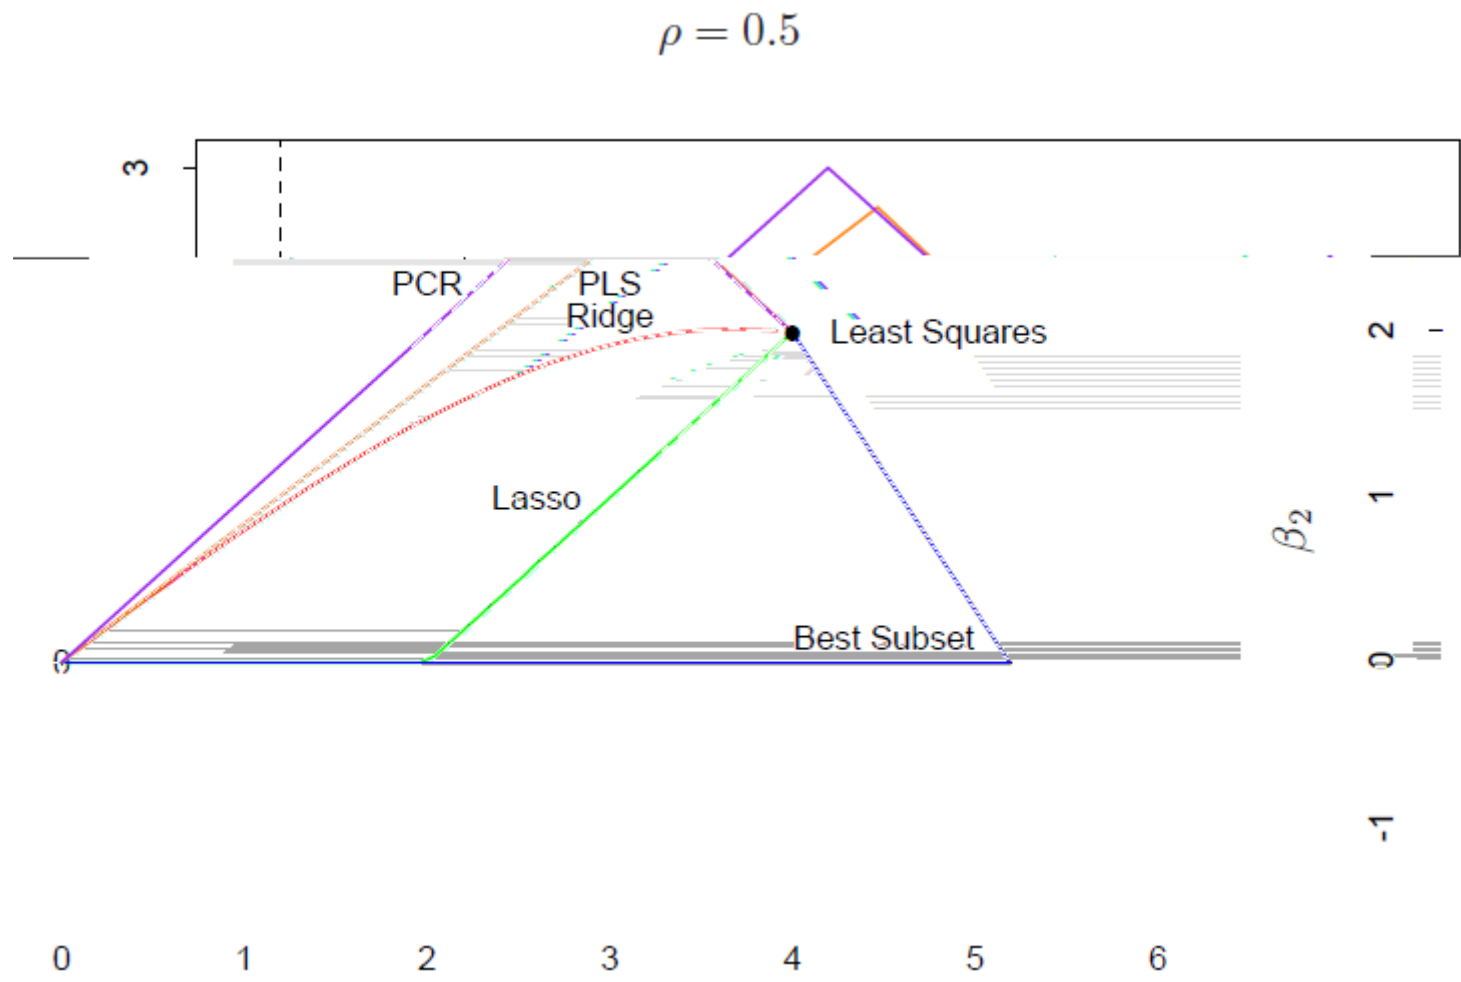 ρ = 0.5
3
PCR
PLS
Ridge
Least Squares
2
Lasso
1
β₂
Best Subset
0
0
-1
0 1 2 3 4 5 6